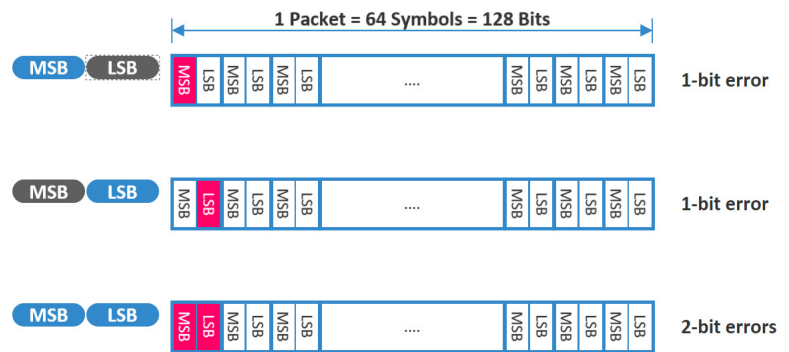 1 Packet = 64 Symbols = 128 Bits
MSB LSB MSB LSB MSB LSB MSB LSB .... MSB LSB MSB LSB MSB LSB 1-bit error
MSB LSB MSB LSB MSB LSB MSB LSB .... MSB LSB MSB LSB MSB LSB 1-bit error
MSB LSB MSB LSB MSB LSB MSB LSB .... MSB LSB MSB LSB MSB LSB 2-bit errors